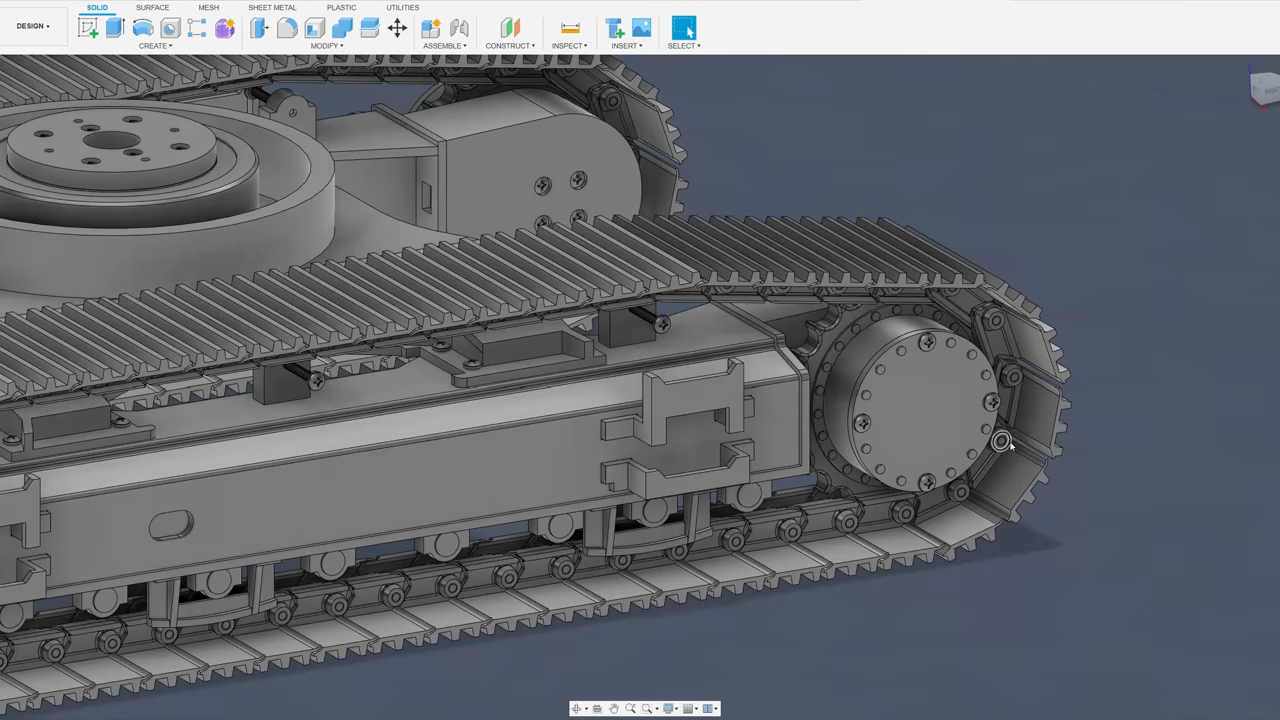 SOLID SURFACE MESH SHEET METAL PLASTIC UTILITIES
DESIGN ▾
CREATE ▾ MODIFY ▾ ASSEMBLE ▾ CONSTRUCT ▾ INSPECT ▾ INSERT ▾ SELECT ▾